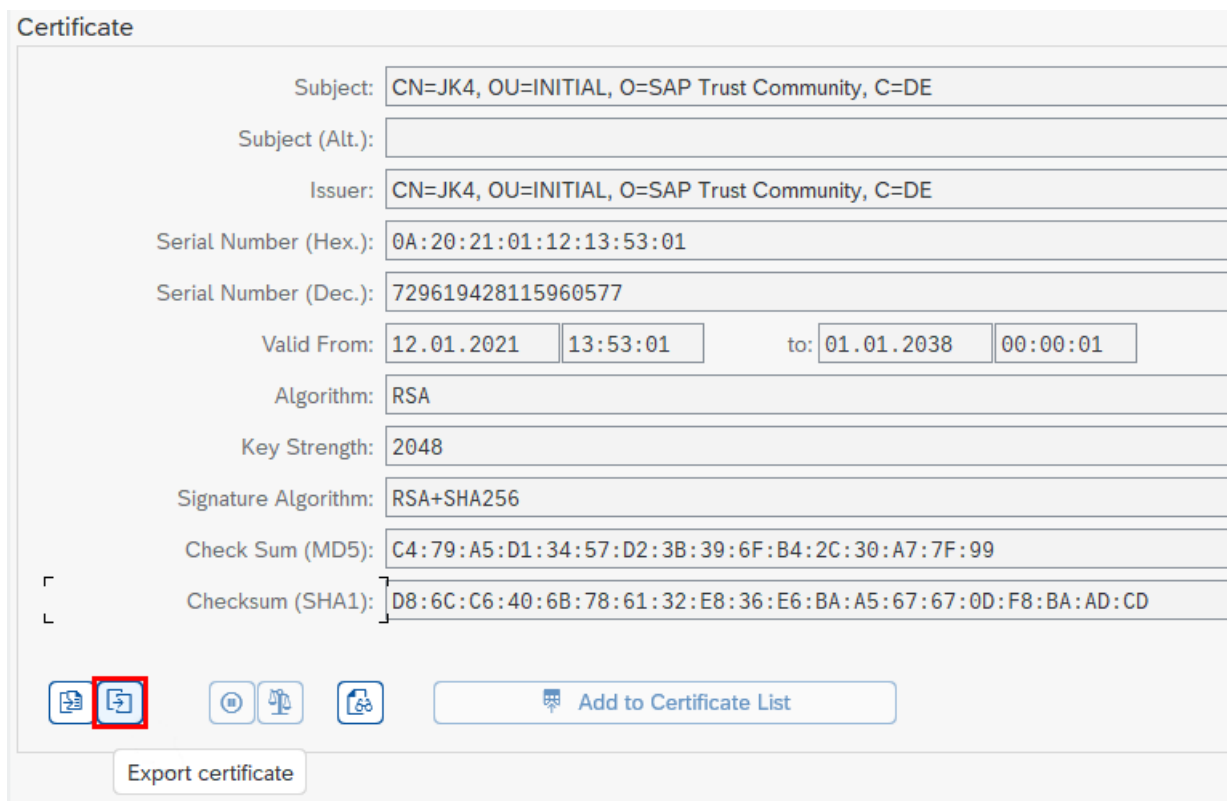 Certificate
Subject: CN=JK4, OU=INITIAL, O=SAP Trust Community, C=DE
Subject (Alt.):
Issuer: CN=JK4, OU=INITIAL, O=SAP Trust Community, C=DE
Serial Number (Hex.): 0A:20:21:01:12:13:53:01
Serial Number (Dec.): 729619428115960577
Valid From: 12.01.2021 13:53:01 to: 01.01.2038 00:00:01
Algorithm: RSA
Key Strength: 2048
Signature Algorithm: RSA+SHA256
Check Sum (MD5): C4:79:A5:D1:34:57:D2:3B:39:6F:B4:2C:30:A7:7F:99
Checksum (SHA1): D8:6C:C6:40:6B:78:61:32:E8:36:E6:BA:A5:67:67:0D:F8:BA:AD:CD
Add to Certificate List
Export certificate